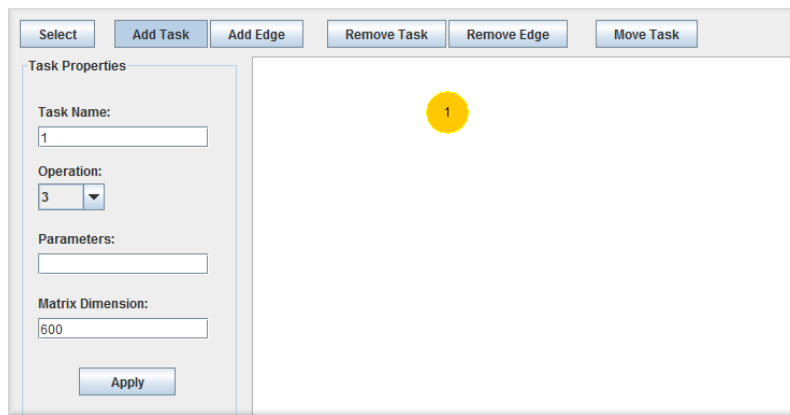 Select Add Task Add Edge Remove Task Remove Edge Move Task
Task Properties
1
Task Name:
1
Operation:
3
Parameters:
Matrix Dimension:
600
Apply